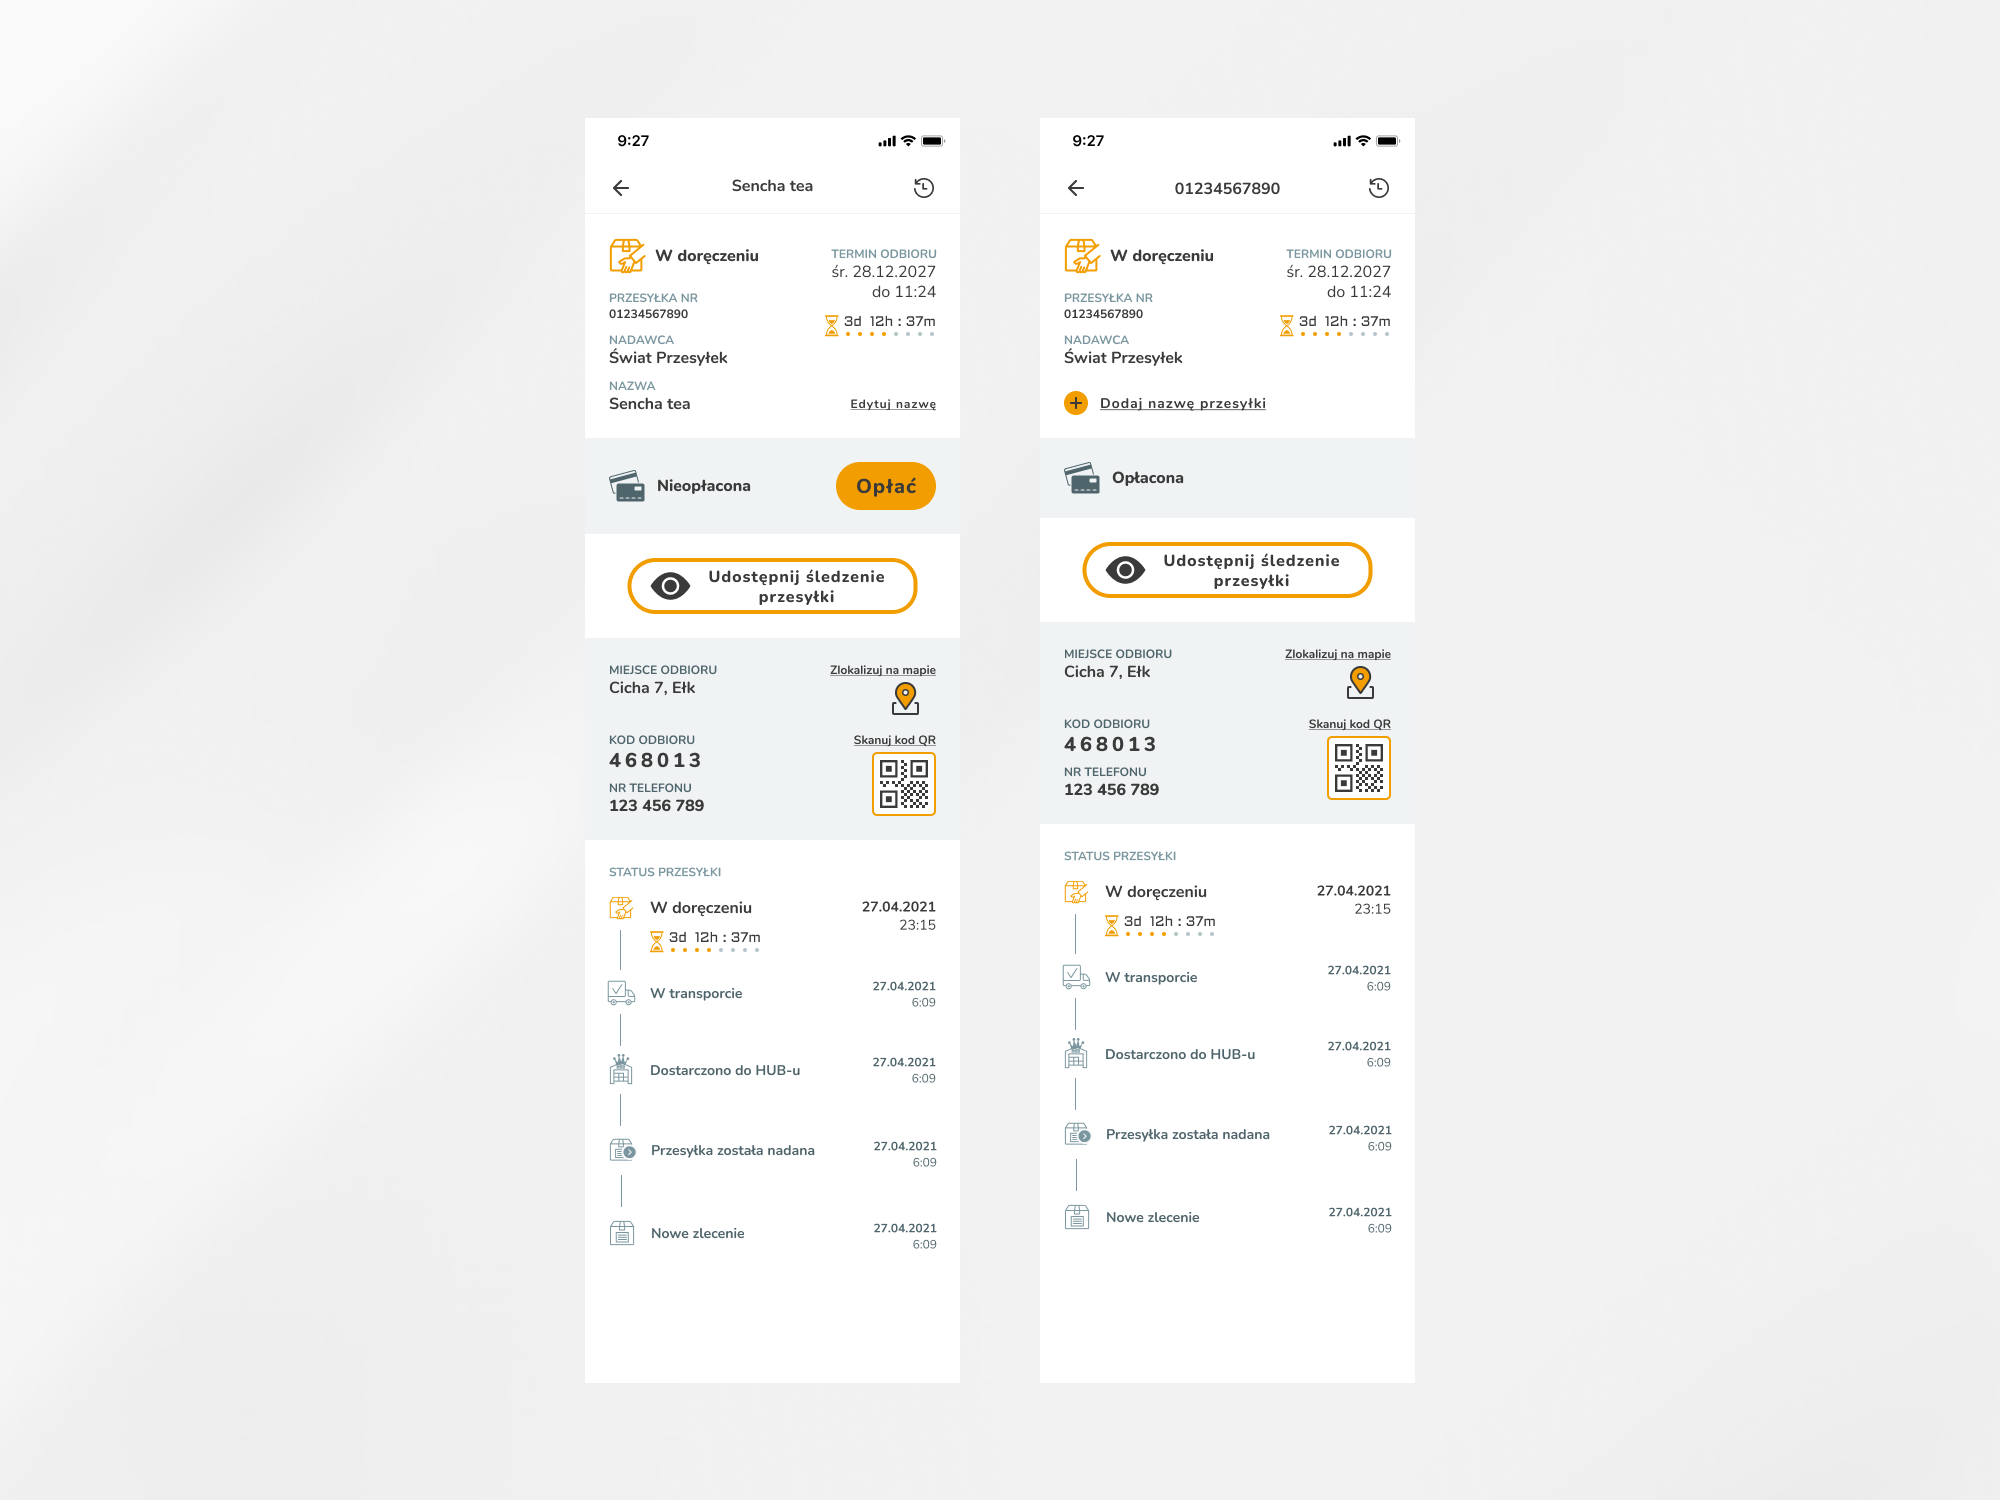 9:27
Sencha tea
W doręczeniu
TERMIN ODBIORU
śr. 28.12.2027
do 11:24
PRZESYŁKA NR
01234567890
3d 12h : 37m
NADAWCA
Świat Przesyłek
NAZWA
Sencha tea
Edytuj nazwę
Nieopłacona
Opłać
Udostępnij śledzenie
przesyłki
MIEJSCE ODBIORU
Cicha 7, Ełk
Zlokalizuj na mapie
KOD ODBIORU
468013
Skanuj kod QR
NR TELEFONU
123 456 789
STATUS PRZESYŁKI
W doręczeniu
27.04.2021
23:15
3d 12h : 37m
W transporcie
27.04.2021
6:09
Dostarczono do HUB-u
27.04.2021
6:09
Przesyłka została nadana
27.04.2021
6:09
Nowe zlecenie
27.04.2021
6:09
9:27
01234567890
W doręczeniu
TERMIN ODBIORU
śr. 28.12.2027
do 11:24
PRZESYŁKA NR
01234567890
3d 12h : 37m
NADAWCA
Świat Przesyłek
Dodaj nazwę przesyłki
Opłacona
Udostępnij śledzenie
przesyłki
MIEJSCE ODBIORU
Cicha 7, Ełk
Zlokalizuj na mapie
KOD ODBIORU
468013
Skanuj kod QR
NR TELEFONU
123 456 789
STATUS PRZESYŁKI
W doręczeniu
27.04.2021
23:15
3d 12h : 37m
W transporcie
27.04.2021
6:09
Dostarczono do HUB-u
27.04.2021
6:09
Przesyłka została nadana
27.04.2021
6:09
Nowe zlecenie
27.04.2021
6:09